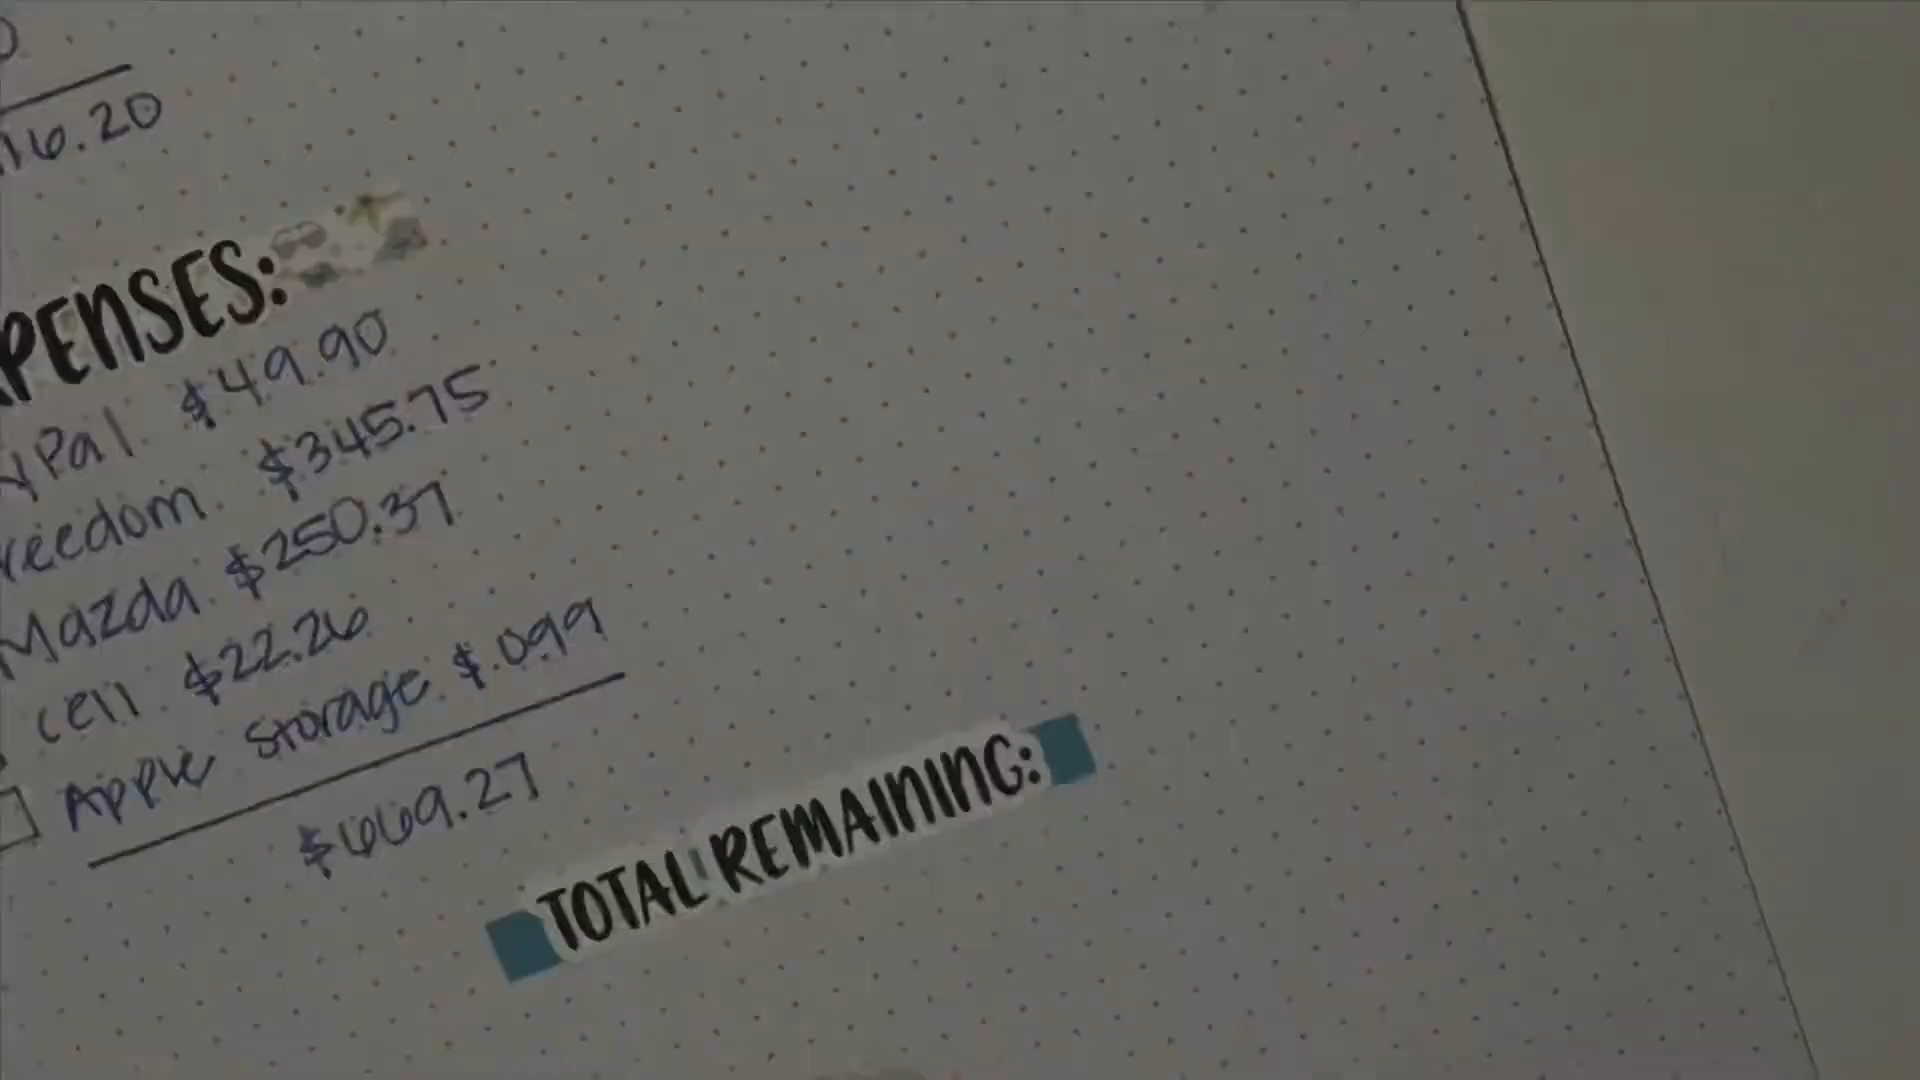 16.20
PENSES:
yPal $49.90
reedom $345.75
Mazda $250.37
cell $22.26
Apple storage $.099
$669.27
TOTAL REMAINING: